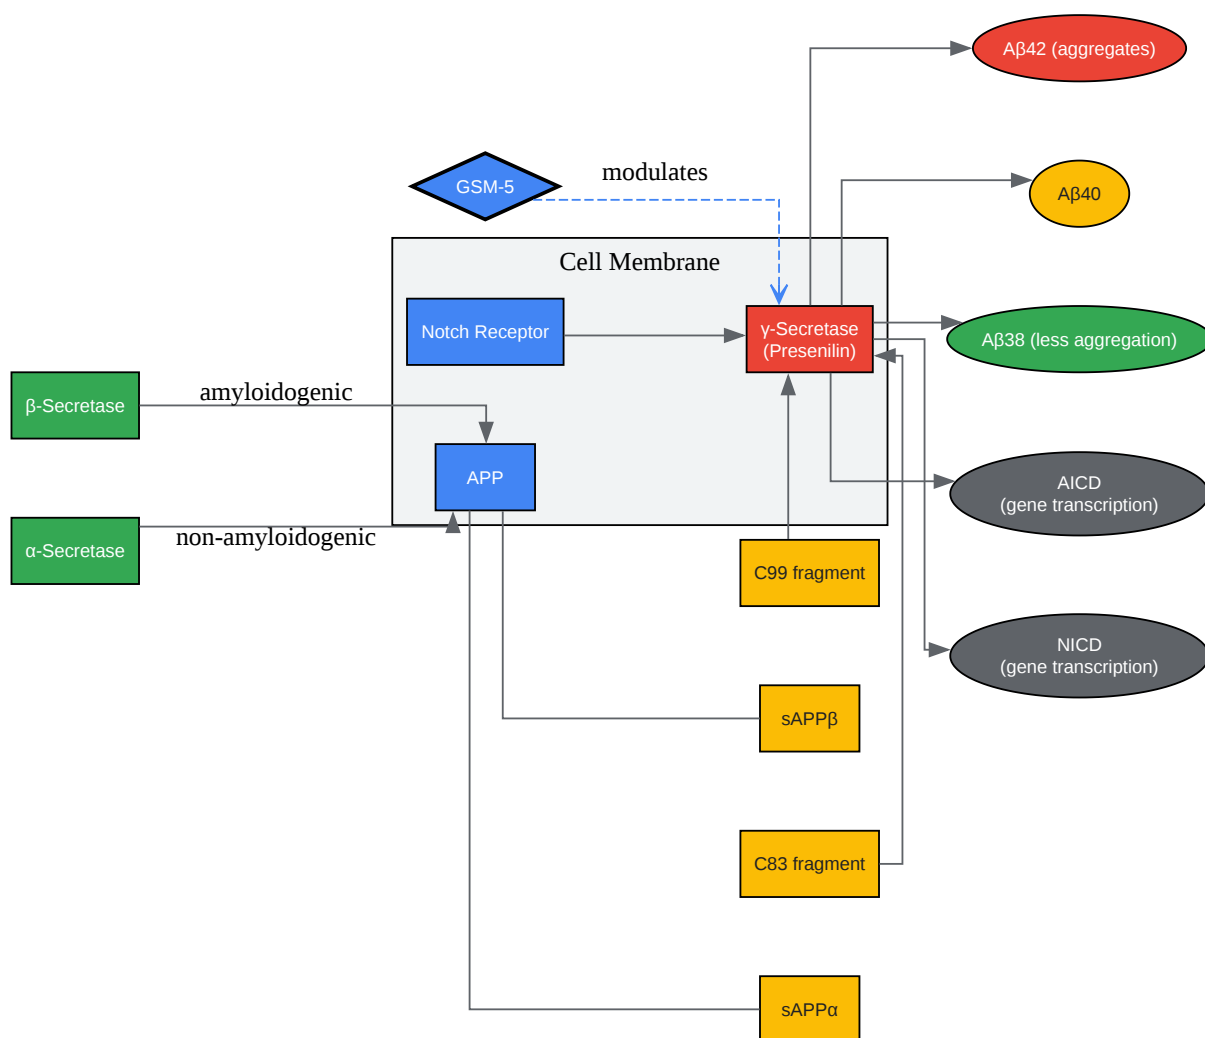 Aβ42 (aggregates)
GSM-5
modulates
Aβ40
Cell Membrane
Notch Receptor
γ-Secretase
(Presenilin)
Aβ38 (less aggregation)
β-Secretase
amyloidogenic
APP
AICD
(gene transcription)
α-Secretase
non-amyloidogenic
C99 fragment
NICD
(gene transcription)
sAPPβ
C83 fragment
sAPPα